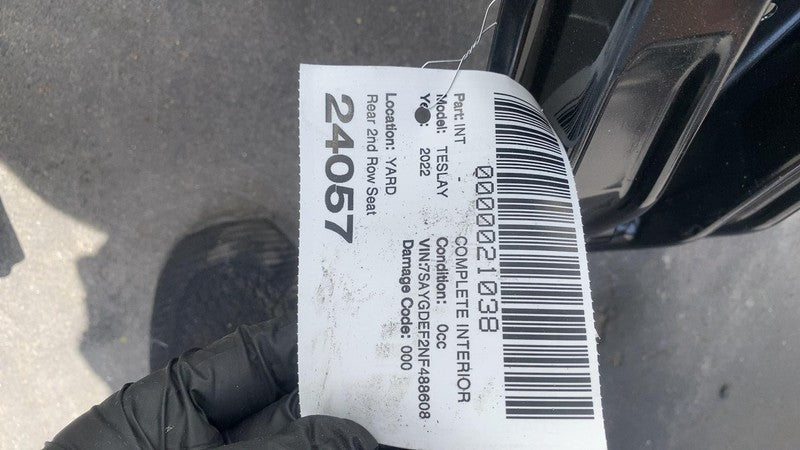 0000021038
Part: INT - COMPLETE INTERIOR
Model: TESLAY Condition: 0cc
2022 VIN:7SAYGDEF2NF488608
Damage Code: 000
Location: YARD
Rear 2nd Row Seat
24057